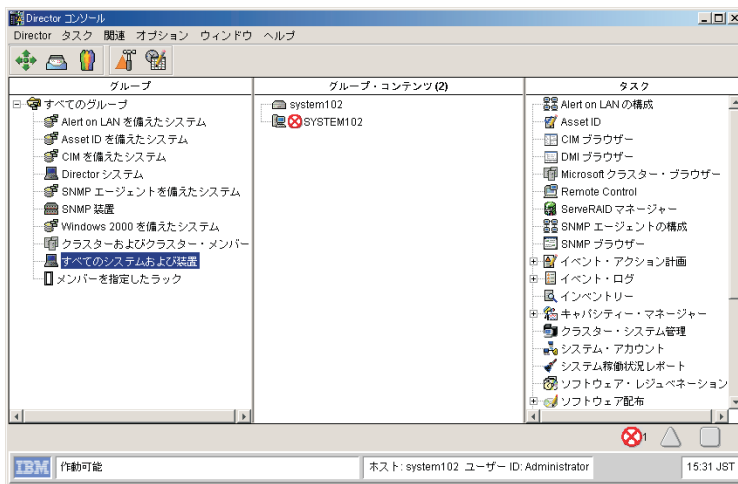 Director コンソール
Director タスク 関連 オプション ウィンドウ ヘルプ
グループ
すべてのグループ
Alert on LAN を備えたシステム
Asset ID を備えたシステム
CIM を備えたシステム
Director システム
SNMP エージェントを備えたシステム
SNMP 装置
Windows 2000 を備えたシステム
クラスターおよびクラスター・メンバー
すべてのシステムおよび装置
メンバーを指定したラック
グループ・コンテンツ (2)
system102
SYSTEM102
タスク
Alert on LAN の構成
Asset ID
CIM ブラウザー
DMI ブラウザー
Microsoft クラスター・ブラウザー
Remote Control
ServeRAID マネージャー
SNMP エージェントの構成
SNMP ブラウザー
イベント・アクション計画
イベント・ログ
インベントリー
キャパシティー・マネージャー
クラスター・システム管理
システム・アカウント
システム稼働状況レポート
ソフトウェア・レジュベネーション
ソフトウェア配布
1
IBM 作動可能 ホスト: system102 ユーザー ID: Administrator 15:31 JST